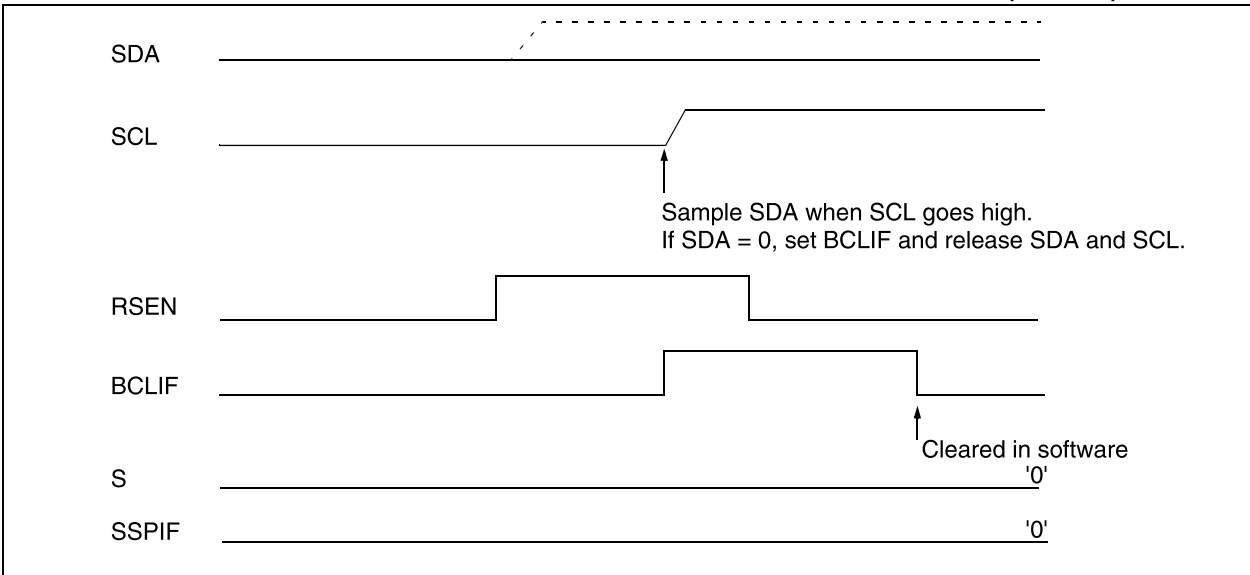 SDA
SCL
Sample SDA when SCL goes high.
If SDA = 0, set BCLIF and release SDA and SCL.
RSEN
BCLIF
Cleared in software
S
'0'
SSPIF
'0'